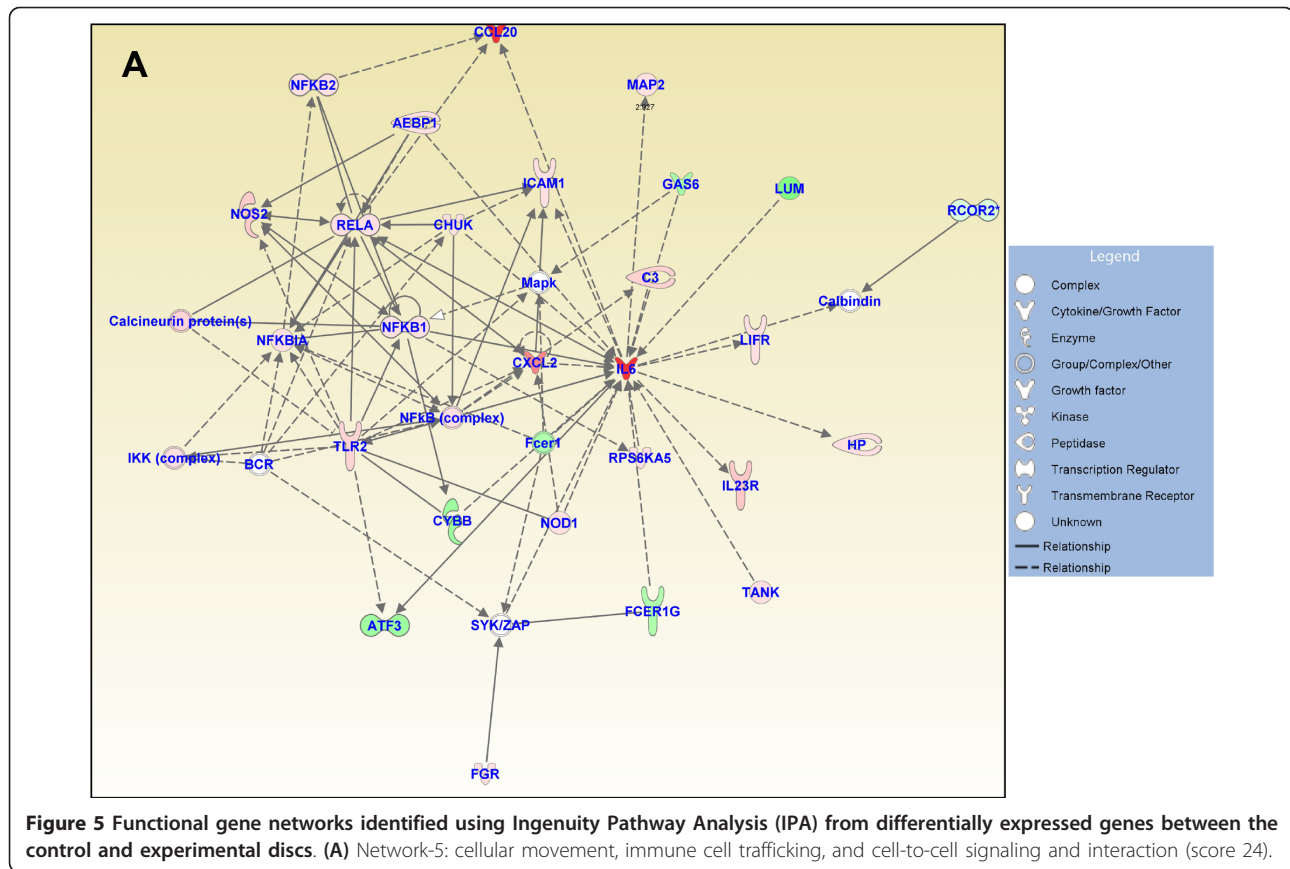 CCL20
A
NFKB2
MAP2
2.927
AEBP1
ICAM1
GAS6
LUM
NOS2
RELA
CHUK
RCOR2*
Mapk
C3
Calbindin
Calcineurin protein(s)
NFKB1
NFKBIA
LIFR
CXCL2
IL6
NFkB (complex)
TLR2
Fcer1
HP
IKK (complex)
BCR
RPS6KA5
IL23R
CYBB
NOD1
TANK
FCER1G
ATF3
SYK/ZAP
FGR
Legend
Complex
Cytokine/Growth Factor
Enzyme
Group/Complex/Other
Growth factor
Kinase
Peptidase
Transcription Regulator
Transmembrane Receptor
Unknown
Relationship
Relationship
Figure 5 Functional gene networks identified using Ingenuity Pathway Analysis (IPA) from differentially expressed genes between the
control and experimental discs. (A) Network-5: cellular movement, immune cell trafficking, and cell-to-cell signaling and interaction (score 24).